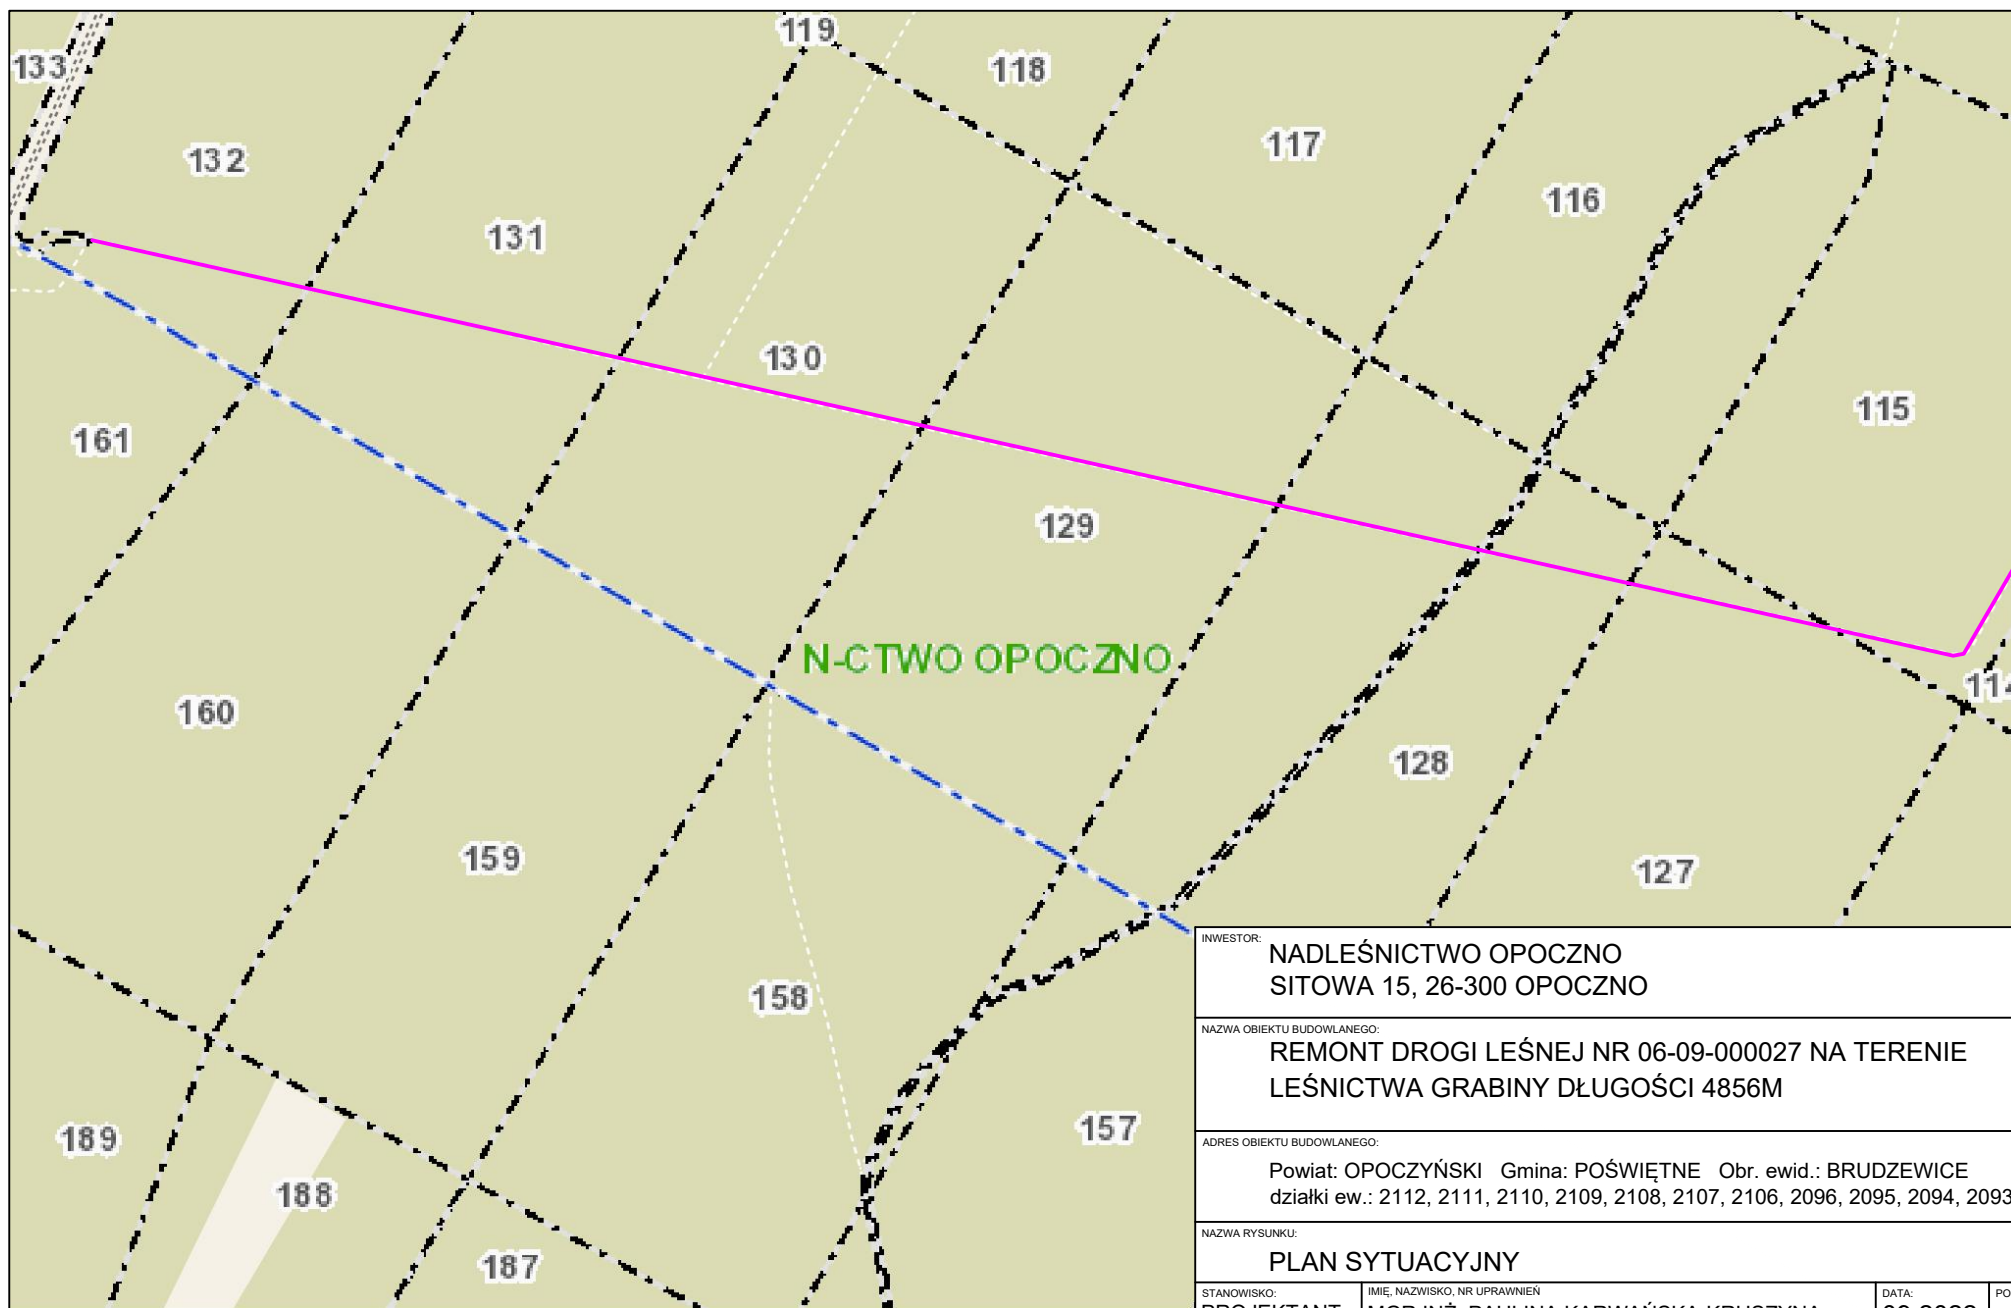 119
133
118
117
132
116
131
130
115
161
129
N-CTWO OPOCZNO
114
160
128
159
127
158
157
189
188
187
INWESTOR:
NADLEŚNICTWO OPOCZNO
SITOWA 15, 26-300 OPOCZNO
NAZWA OBIEKTU BUDOWLANEGO:
REMONT DROGI LEŚNEJ NR 06-09-000027 NA TERENIE
LEŚNICTWA GRABINY DŁUGOŚCI 4856M
ADRES OBIEKTU BUDOWLANEGO:
Powiat: OPOCZYŃSKI Gmina: POŚWIĘTNE Obr. ewid.: BRUDZEWICE
działki ew.: 2112, 2111, 2110, 2109, 2108, 2107, 2106, 2096, 2095, 2094, 2093
NAZWA RYSUNKU:
PLAN SYTUACYJNY
STANOWISKO: IMIĘ, NAZWISKO, NR UPRAWNIEŃ DATA:
PROJEKTANT